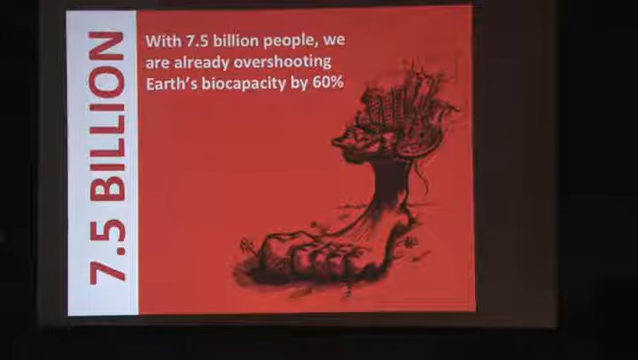 7.5 BILLION
With 7.5 billion people, we
are already overshooting
Earth's biocapacity by 60%